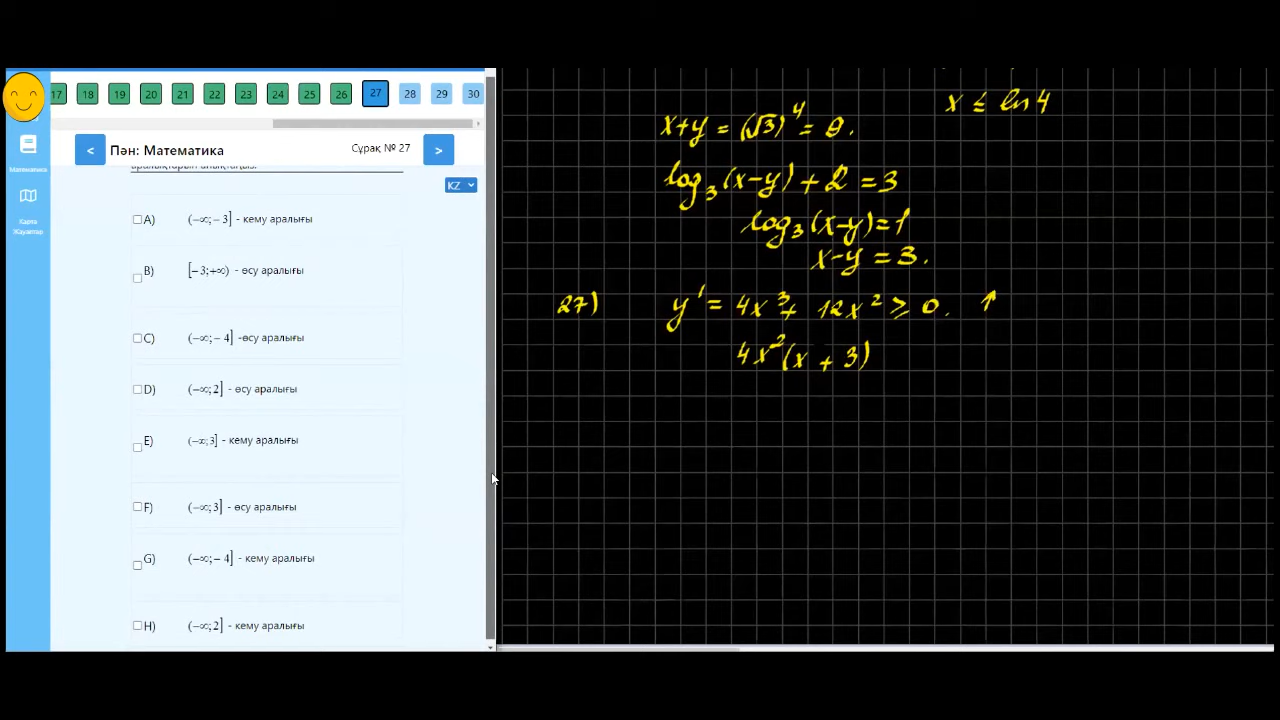 17 18 19 20 21 22 23 24 25 26 27 28 29 30
< Пән: Математика Сұрақ № 27 >
Математика
Карта
KZ
A) (−∞; − 3] - кему аралығы
B) [− 3; +∞) - өсу аралығы
C) (−∞; − 4] -өсу аралығы
D) (−∞; 2] - өсу аралығы
E) (−∞; 3] - кему аралығы
F) (−∞; 3] - өсу аралығы
G) (−∞; − 4] - кему аралығы
H) (−∞; 2] - кему аралығы
x ≤ ln 4
x+y = (√3)⁴ = 9.
log₃(x−y) + 2 = 3
log₃(x−y) = 1
x−y = 3.
27) y' = 4x³ + 12x² ≥ 0. ↑
4x²(x + 3)